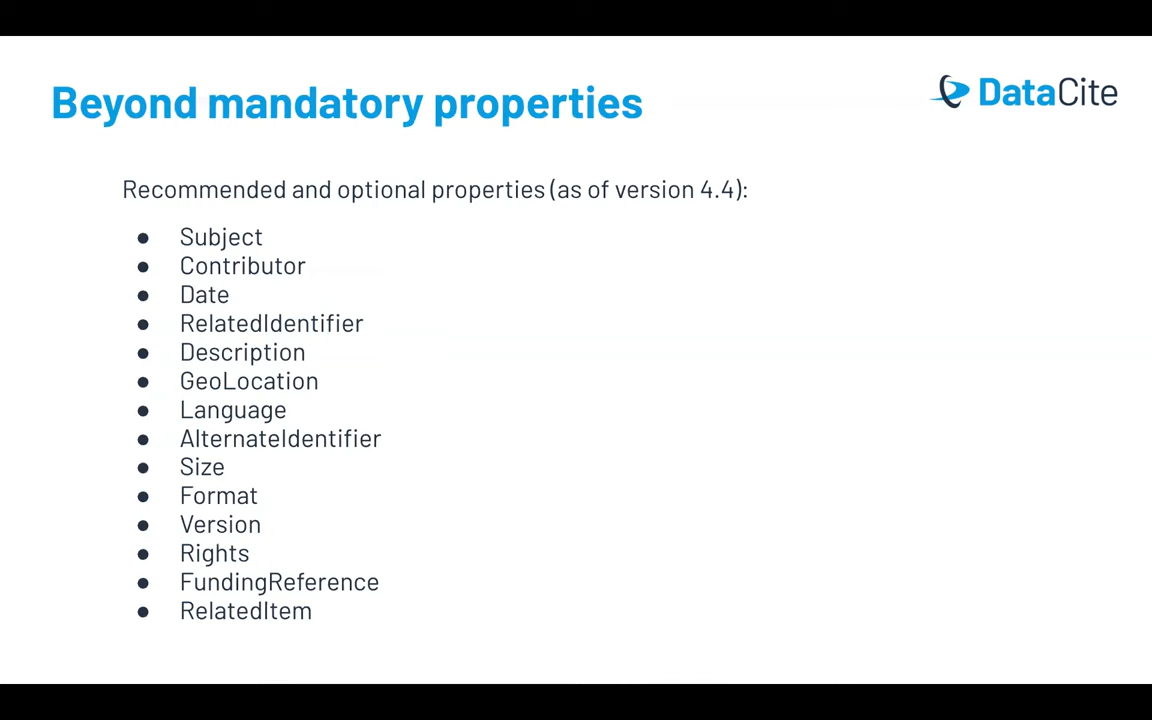 Beyond mandatory properties
DataCite
Recommended and optional properties (as of version 4.4):
● Subject
● Contributor
● Date
● RelatedIdentifier
● Description
● GeoLocation
● Language
● AlternateIdentifier
● Size
● Format
● Version
● Rights
● FundingReference
● RelatedItem